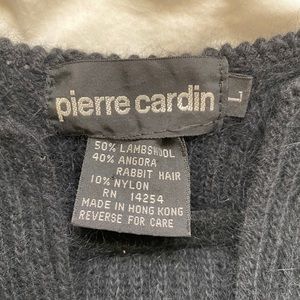 pierre cardin
L
50% LAMBSWOOL
40% ANGORA
RABBIT HAIR
10% NYLON
RN 14254
MADE IN HONG KONG
REVERSE FOR CARE